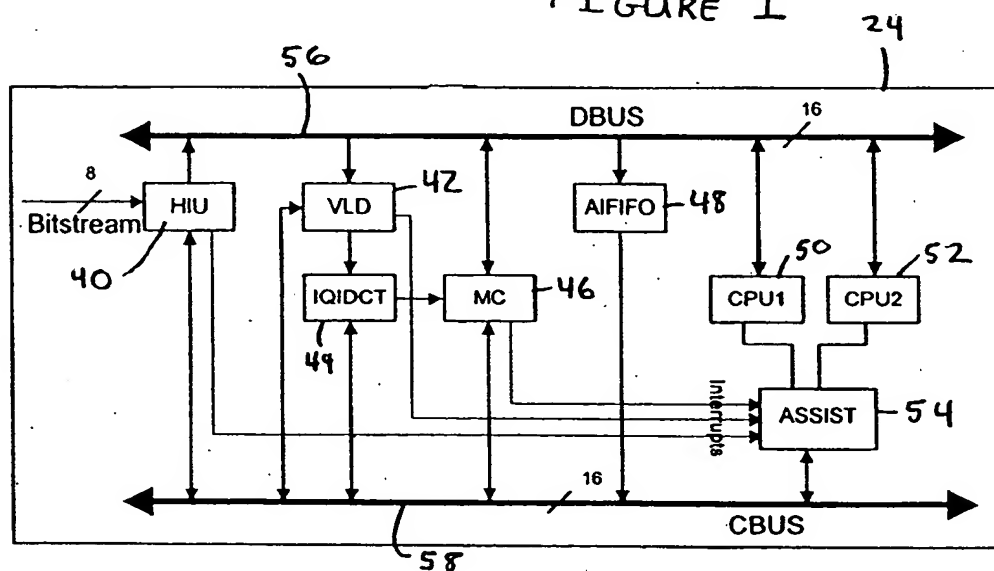 FIGURE 1
24
56
DBUS
16
8
Bitstream
HIU
40
VLD
42
AIFIFO
48
IQIDCT
44
MC
46
50
CPU1
52
CPU2
Interrupts
ASSIST
54
16
CBUS
58